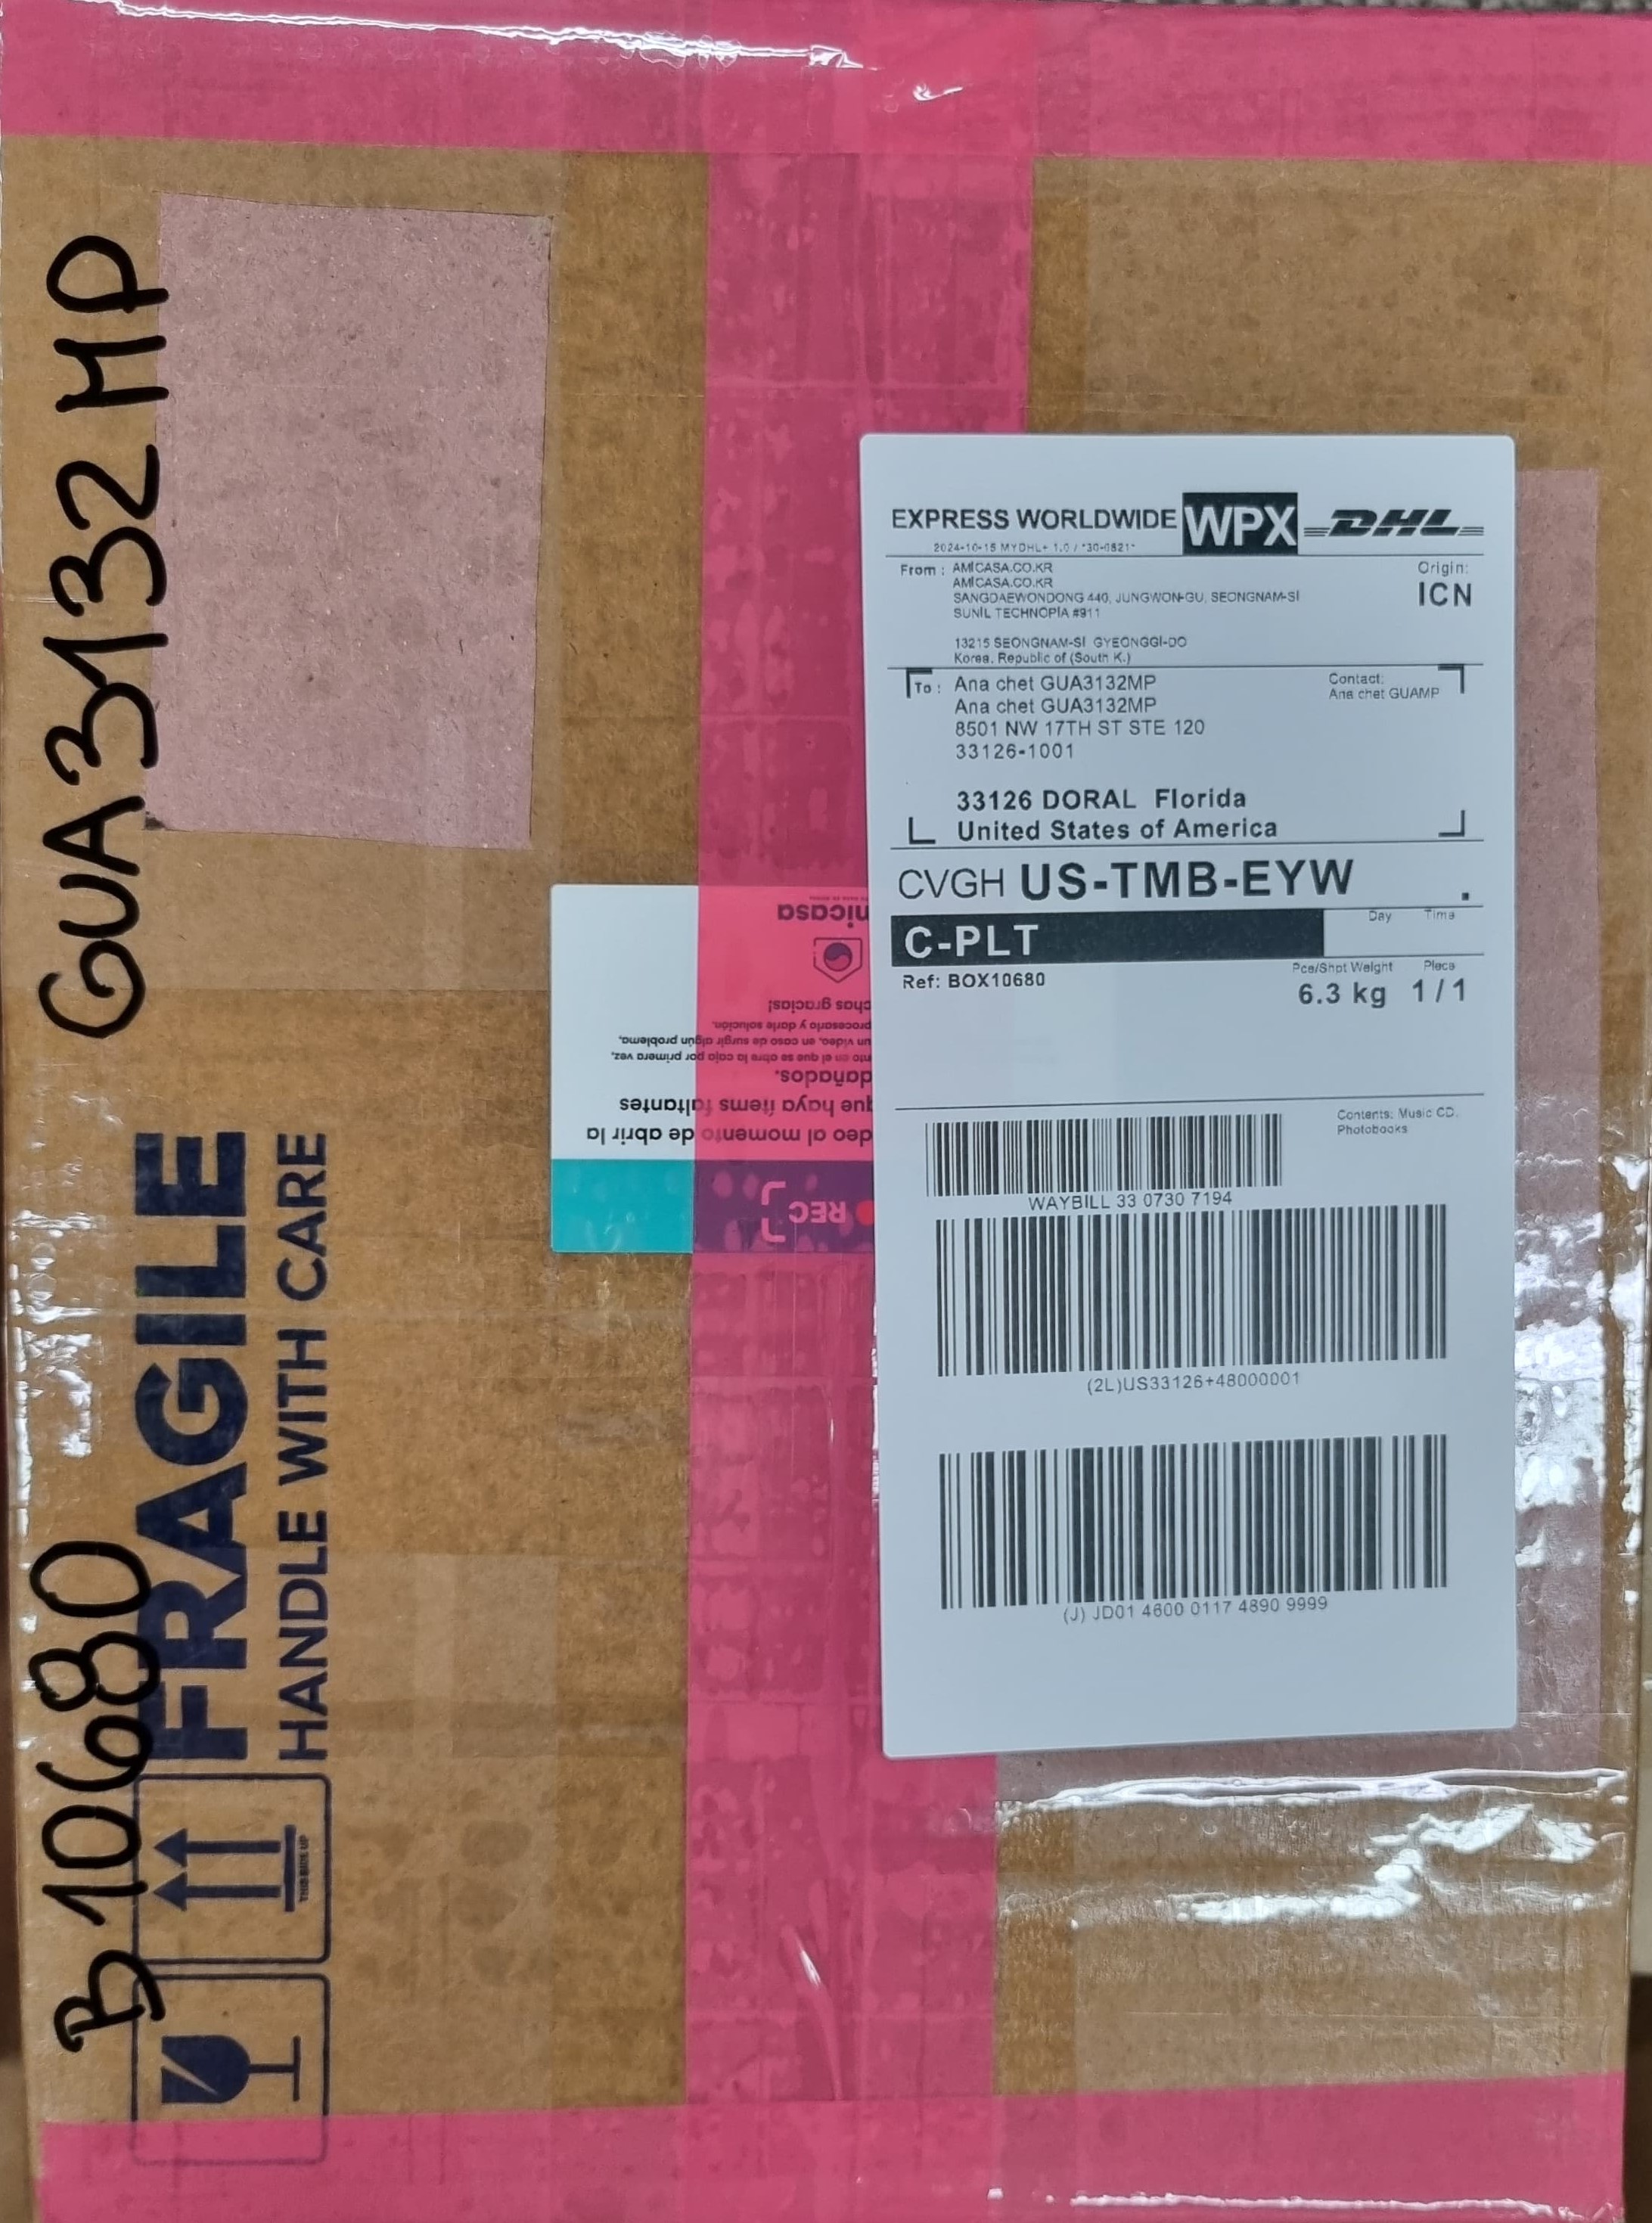 GUA3132MP
B 10680
FRAGILE
HANDLE WITH CARE
THIS SIDE UP
EXPRESS WORLDWIDE WPX DHL
2024-10-15 MYDHL+ 1.0 / *30-0821*
From : AMICASA.CO.KR
AMICASA.CO.KR
SANGDAEWONDONG 440, JUNGWON-GU, SEONGNAM-SI
SUNIL TECHNOPIA #911
13215 SEONGNAM-SI GYEONGGI-DO
Korea, Republic of (South K.)
Origin:
ICN
To : Ana chet GUA3132MP
Ana chet GUA3132MP
8501 NW 17TH ST STE 120
33126-1001
33126 DORAL Florida
United States of America
Contact:
Ana chet GUAMP
CVGH US-TMB-EYW
C-PLT
Day Time
Ref: BOX10680
Pce/Shpt Weight Piece
6.3 kg 1 / 1
Contents: Music CD,
Photobooks
WAYBILL 33 0730 7194
(2L)US33126+48000001
(J) JD01 4600 0117 4890 9999
REC
deo al momento de abrir la
que haya ítems faltantes
dañados.
nto en el que se abre la caja por primera vez,
un video, en caso de surgir algún problema,
procesarlo y darle solución.
chas gracias!
micasa